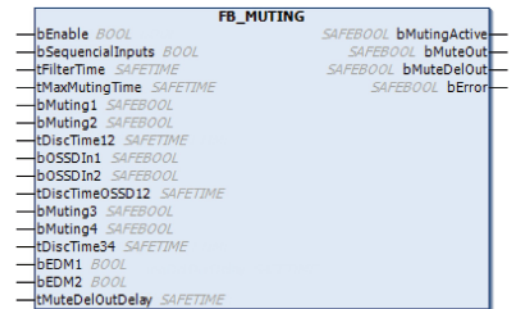 FB_MUTING
bEnable BOOL SAFEBOOL bMutingActive
bSequencialInputs BOOL SAFEBOOL bMuteOut
tFilterTime SAFETIME SAFEBOOL bMuteDelOut
tMaxMutingTime SAFETIME SAFEBOOL bError
bMuting1 SAFEBOOL
bMuting2 SAFEBOOL
tDiscTime12 SAFETIME
bOSSDIn1 SAFEBOOL
bOSSDIn2 SAFEBOOL
tDiscTimeOSSD12 SAFETIME
bMuting3 SAFEBOOL
bMuting4 SAFEBOOL
tDiscTime34 SAFETIME
bEDM1 BOOL
bEDM2 BOOL
tMuteDelOutDelay SAFETIME